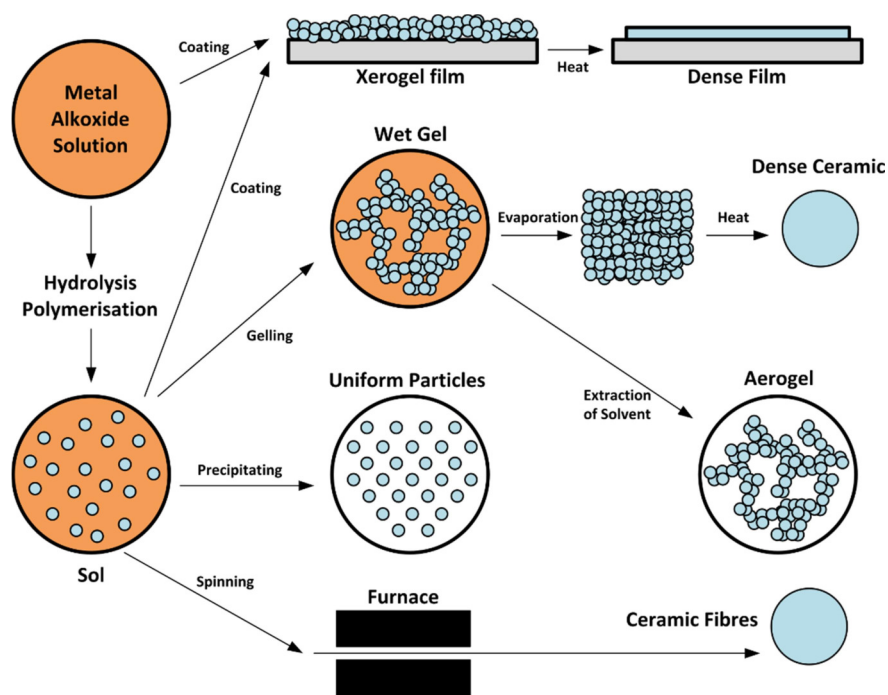 Coating
Xerogel film
Heat
Dense Film
Metal
Alkoxide
Solution
Wet Gel
Coating
Evaporation
Heat
Dense Ceramic
Hydrolysis
Polymerisation
Gelling
Uniform Particles
Extraction
of Solvent
Aerogel
Precipitating
Sol
Spinning
Furnace
Ceramic Fibres